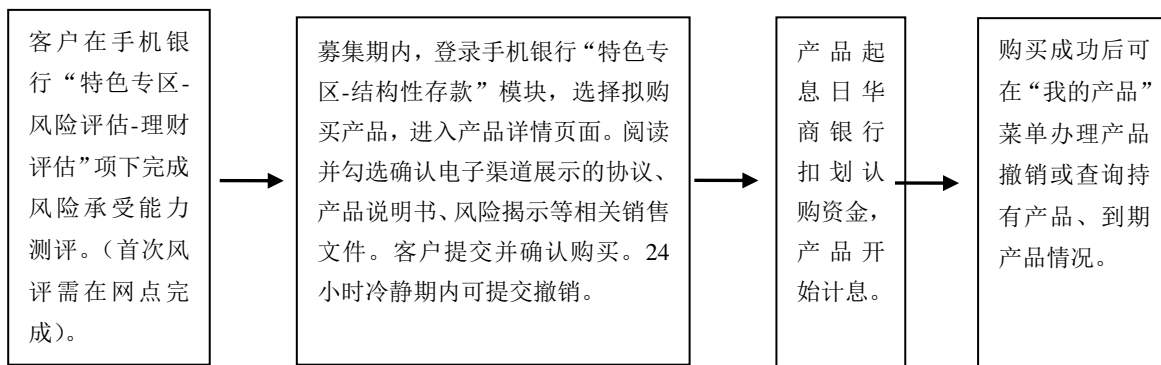 客户在手机银
行“特色专区-
风险评估-理财
评估”项下完成
风险承受能力
测评。（首次风
评需在网点完
成）。
募集期内，登录手机银行“特色专
区-结构性存款”模块，选择拟购
买产品，进入产品详情页面。阅读
并勾选确认电子渠道展示的协议、
产品说明书、风险揭示等相关销售
文件。客户提交并确认购买。24
小时冷静期内可提交撤销。
产品起
息日华
商银行
扣划认
购资金，
产品开
始计息。
购买成功后可
在“我的产品”
菜单办理产品
撤销或查询持
有产品、到期
产品情况。